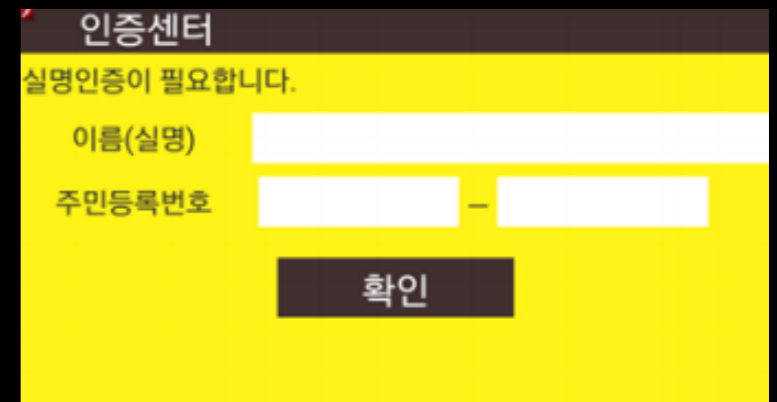 인증센터
실명인증이 필요합니다.
이름(실명)
주민등록번호 –
확인